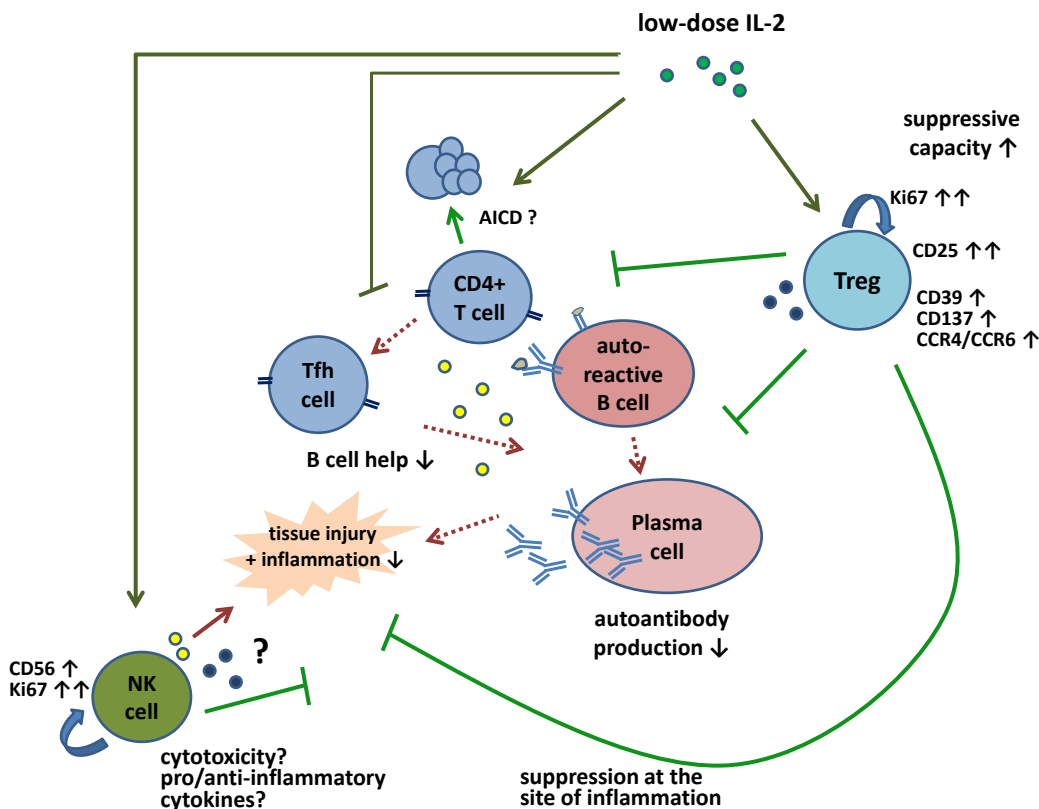 low-dose IL-2
suppressive
capacity ↑
Ki67 ↑↑
AICD ?
CD25 ↑↑
CD4+
T cell
Treg
CD39 ↑
CD137 ↑
CCR4/CCR6 ↑
auto-
reactive
B cell
Tfh
cell
B cell help ↓
tissue injury
+ inflammation ↓
Plasma
cell
autoantibody
production ↓
?
CD56 ↑
Ki67 ↑↑
NK
cell
cytotoxicity?
pro/anti-inflammatory
cytokines?
suppression at the
site of inflammation